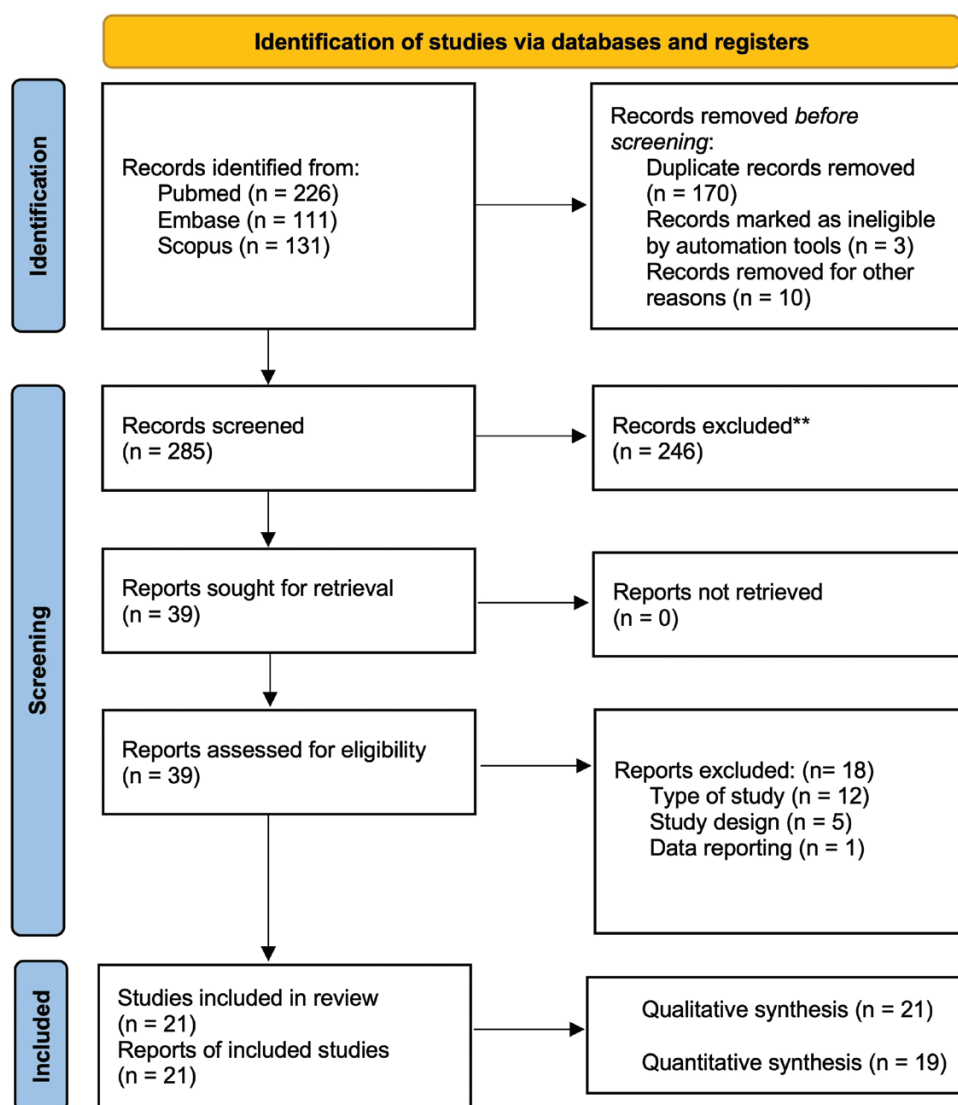 Identification of studies via databases and registers
Identification
Records identified from:
Pubmed (n = 226)
Embase (n = 111)
Scopus (n = 131)
Records removed before
screening:
Duplicate records removed
(n = 170)
Records marked as ineligible
by automation tools (n = 3)
Records removed for other
reasons (n = 10)
Screening
Records screened
(n = 285)
Records excluded**
(n = 246)
Reports sought for retrieval
(n = 39)
Reports not retrieved
(n = 0)
Reports assessed for eligibility
(n = 39)
Reports excluded: (n= 18)
Type of study (n = 12)
Study design (n = 5)
Data reporting (n = 1)
Included
Studies included in review
(n = 21)
Reports of included studies
(n = 21)
Qualitative synthesis (n = 21)
Quantitative synthesis (n = 19)